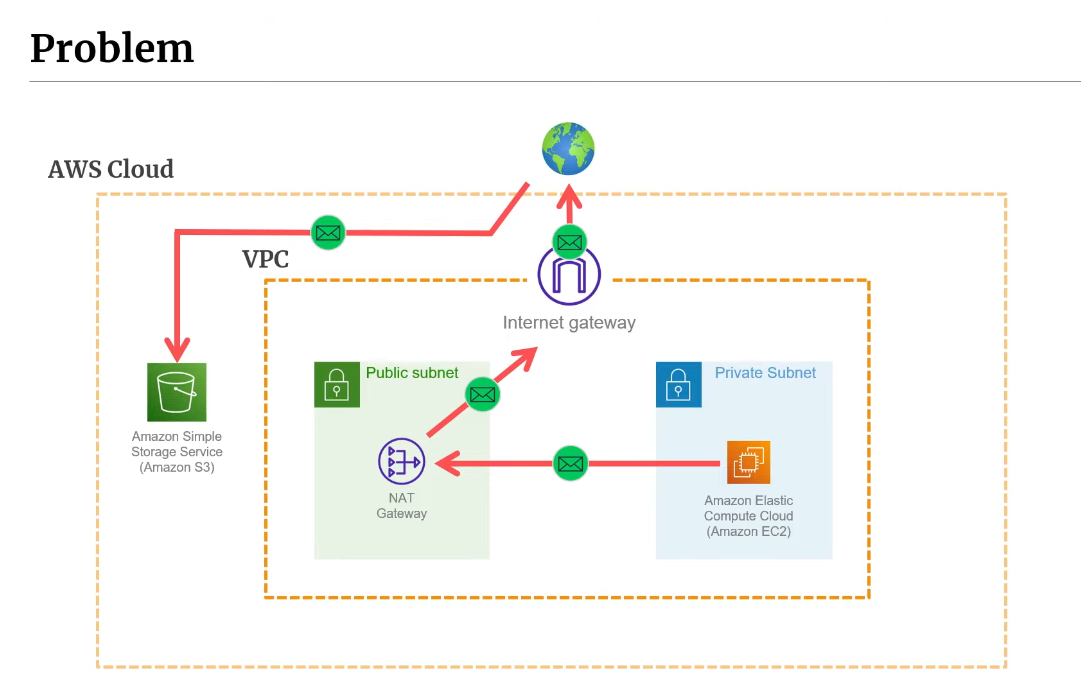 Problem
AWS Cloud
VPC
Internet gateway
Public subnet
Private Subnet
Amazon Simple
Storage Service
(Amazon S3)
NAT
Gateway
Amazon Elastic
Compute Cloud
(Amazon EC2)